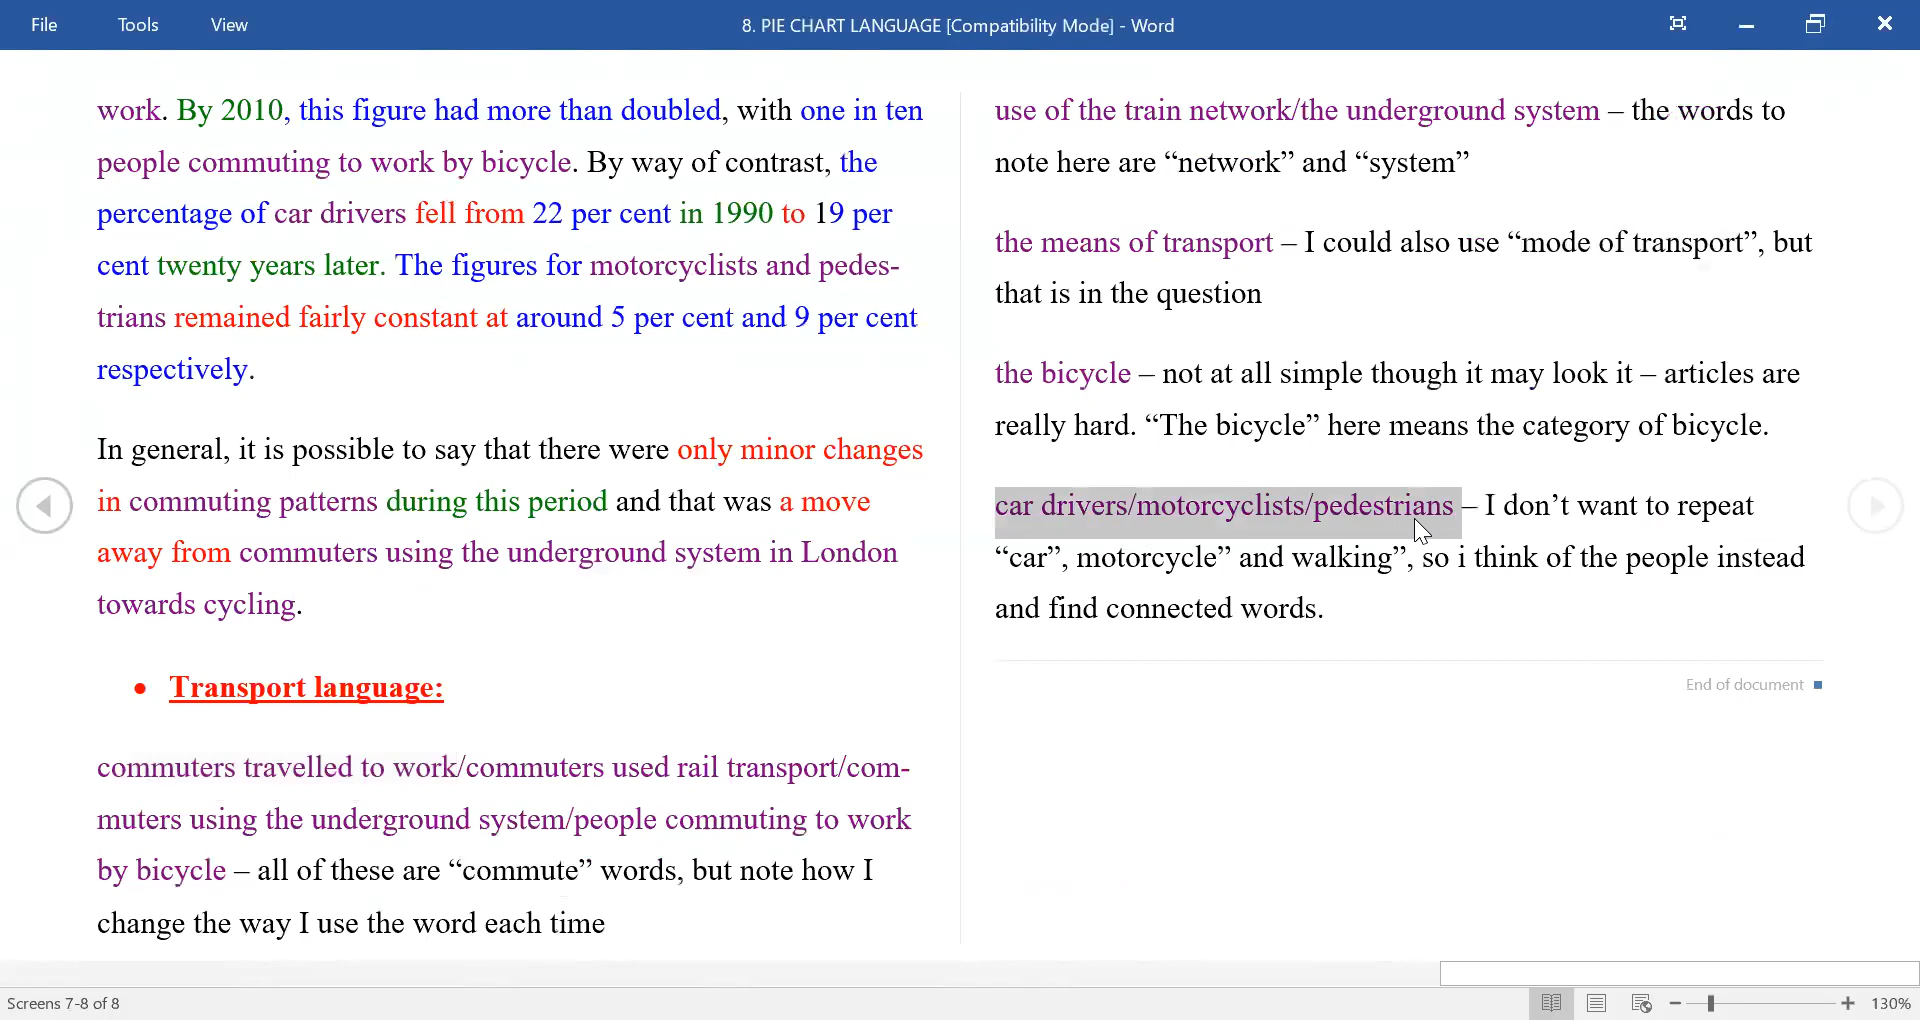 File Tools View 8. PIE CHART LANGUAGE [Compatibility Mode] - Word
work. By 2010, this figure had more than doubled, with one in ten
people commuting to work by bicycle. By way of contrast, the
percentage of car drivers fell from 22 per cent in 1990 to 19 per
cent twenty years later. The figures for motorcyclists and pedes-
trians remained fairly constant at around 5 per cent and 9 per cent
respectively.
In general, it is possible to say that there were only minor changes
in commuting patterns during this period and that was a move
away from commuters using the underground system in London
towards cycling.
• Transport language:
commuters travelled to work/commuters used rail transport/com-
muters using the underground system/people commuting to work
by bicycle – all of these are “commute” words, but note how I
change the way I use the word each time
use of the train network/the underground system – the words to
note here are “network” and “system”
the means of transport – I could also use “mode of transport”, but
that is in the question
the bicycle – not at all simple though it may look it – articles are
really hard. “The bicycle” here means the category of bicycle.
car drivers/motorcyclists/pedestrians – I don’t want to repeat
“car”, motorcycle” and walking”, so i think of the people instead
and find connected words.
End of document
Screens 7-8 of 8 130%